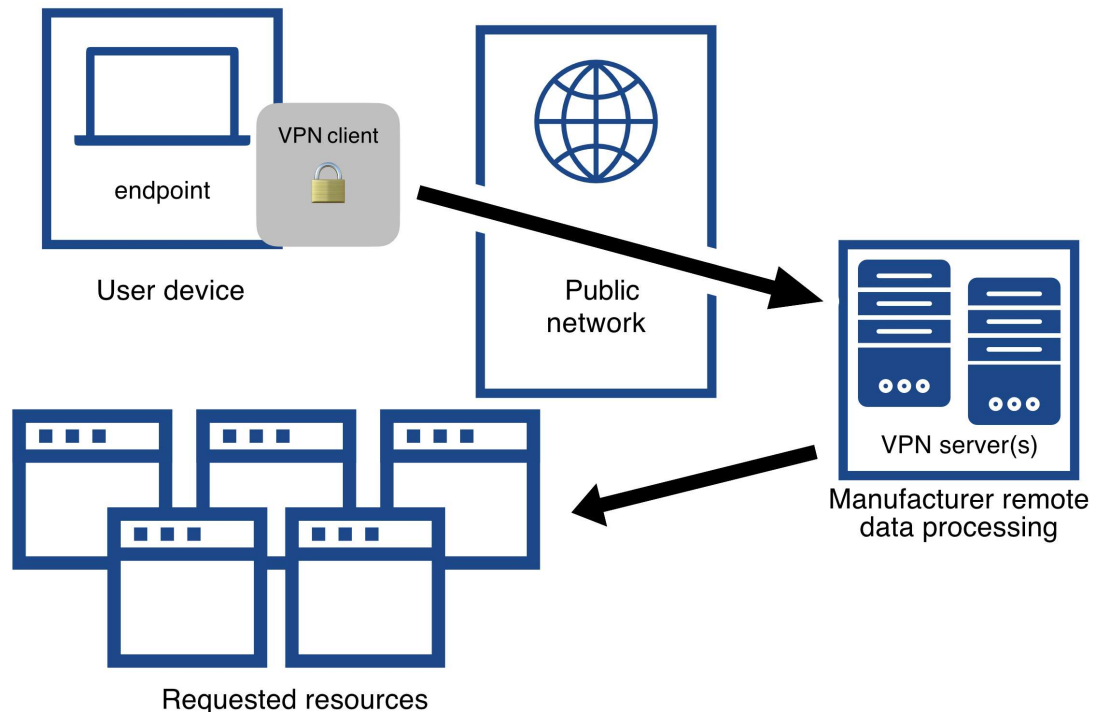 VPN client
endpoint
User device
Public
network
VPN server(s)
Manufacturer remote
data processing
Requested resources